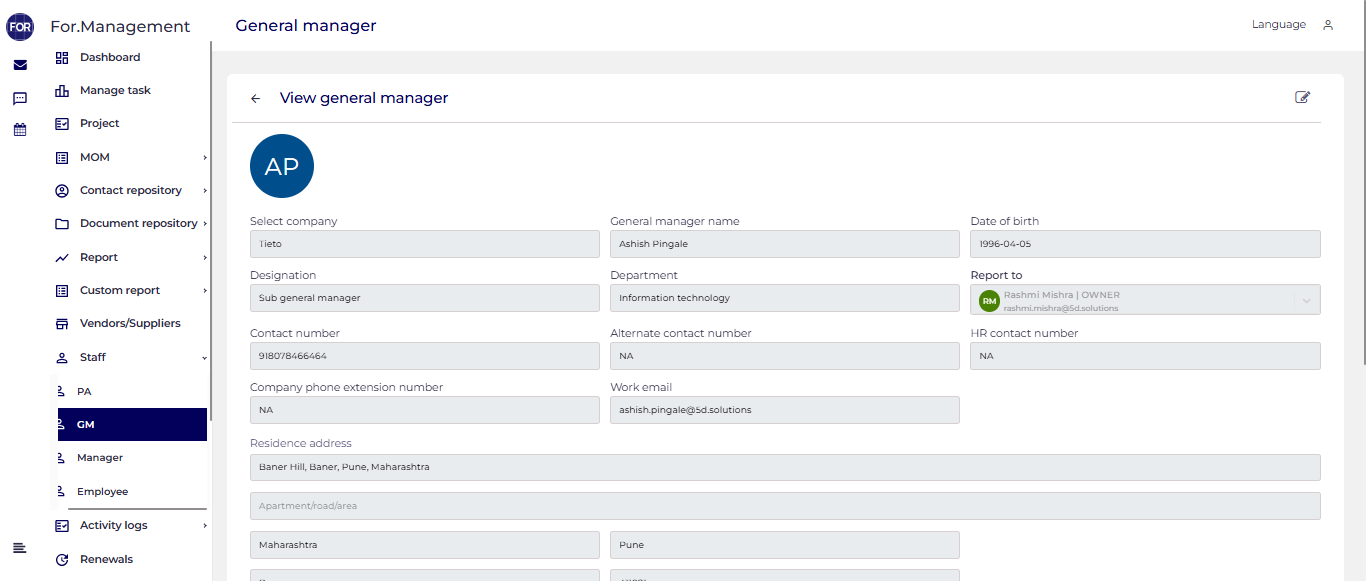 FOR
For.Management
General manager
Language
Dashboard
Manage task
Project
MOM
Contact repository
Document repository
Report
Custom report
Vendors/Suppliers
Staff
PA
GM
Manager
Employee
Activity logs
Renewals
View general manager
AP
Select company
General manager name
Date of birth
Tieto
Ashish Pingale
1996-04-05
Designation
Department
Report to
Sub general manager
Information technology
RM
Rashmi Mishra | OWNER
rashmi.mishra@5d.solutions
Contact number
Alternate contact number
HR contact number
918078466464
NA
NA
Company phone extension number
Work email
NA
ashish.pingale@5d.solutions
Residence address
Baner Hill, Baner, Pune, Maharashtra
Apartment/road/area
Maharashtra
Pune